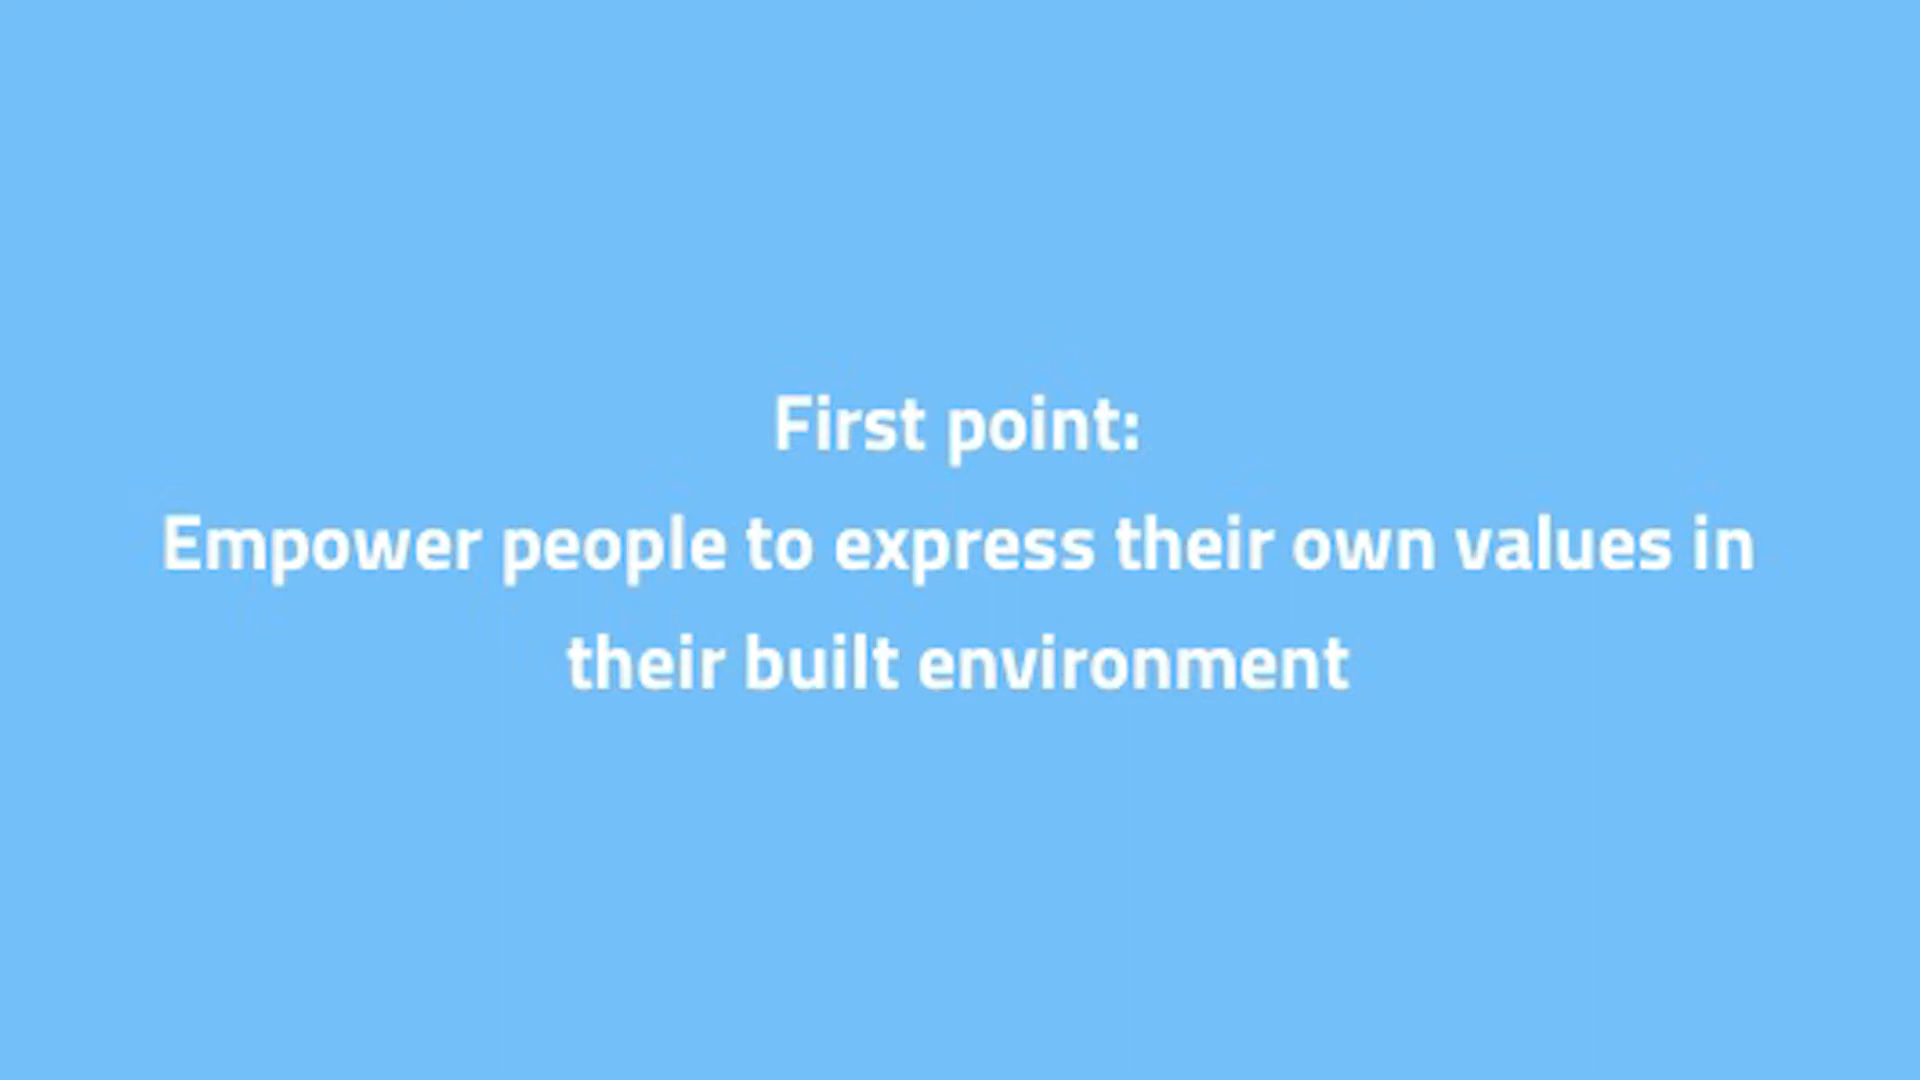 First point:
Empower people to express their own values in
their built environment